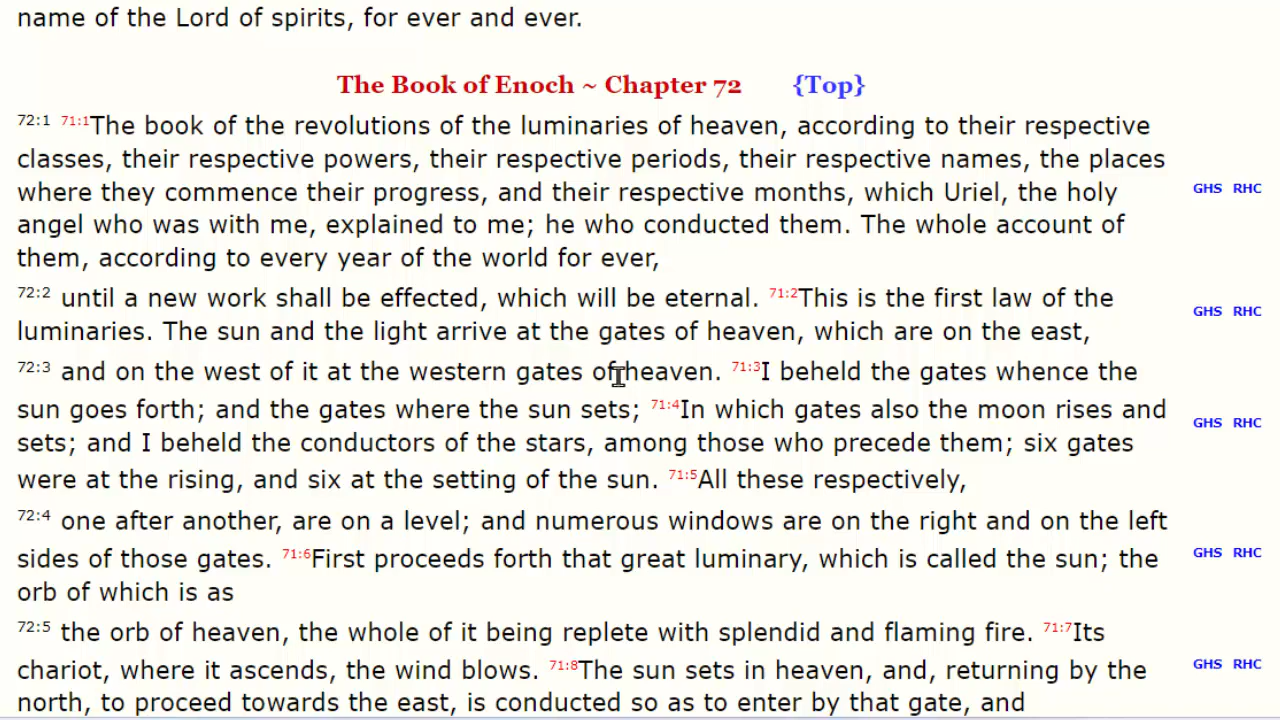 name of the Lord of spirits, for ever and ever.
The Book of Enoch ~ Chapter 72 {Top}
72:1 71:1The book of the revolutions of the luminaries of heaven, according to their respective
classes, their respective powers, their respective periods, their respective names, the places
where they commence their progress, and their respective months, which Uriel, the holy GHS RHC
angel who was with me, explained to me; he who conducted them. The whole account of
them, according to every year of the world for ever,
72:2 until a new work shall be effected, which will be eternal. 71:2This is the first law of the GHS RHC
luminaries. The sun and the light arrive at the gates of heaven, which are on the east,
72:3 and on the west of it at the western gates of heaven. 71:3I beheld the gates whence the
sun goes forth; and the gates where the sun sets; 71:4In which gates also the moon rises and GHS RHC
sets; and I beheld the conductors of the stars, among those who precede them; six gates
were at the rising, and six at the setting of the sun. 71:5All these respectively,
72:4 one after another, are on a level; and numerous windows are on the right and on the left
sides of those gates. 71:6First proceeds forth that great luminary, which is called the sun; the GHS RHC
orb of which is as
72:5 the orb of heaven, the whole of it being replete with splendid and flaming fire. 71:7Its
chariot, where it ascends, the wind blows. 71:8The sun sets in heaven, and, returning by the GHS RHC
north, to proceed towards the east, is conducted so as to enter by that gate, and